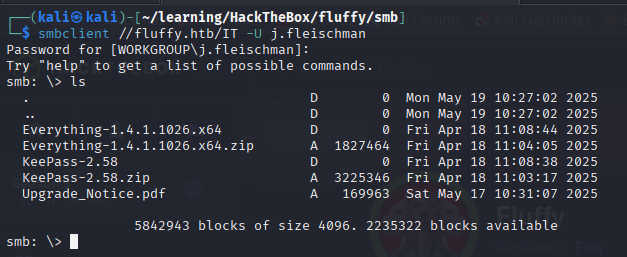 ┌──(kali㉿kali)-[~/learning/HackTheBox/fluffy/smb]
└─$ smbclient //fluffy.htb/IT -U j.fleischman
Password for [WORKGROUP\j.fleischman]:
Try "help" to get a list of possible commands.
smb: \> ls
  .                                   D        0  Mon May 19 10:27:02 2025
  ..                                  D        0  Mon May 19 10:27:02 2025
  Everything-1.4.1.1026.x64           D        0  Fri Apr 18 11:08:44 2025
  Everything-1.4.1.1026.x64.zip       A  1827464  Fri Apr 18 11:04:05 2025
  KeePass-2.58                        D        0  Fri Apr 18 11:08:38 2025
  KeePass-2.58.zip                    A  3225346  Fri Apr 18 11:03:17 2025
  Upgrade_Notice.pdf                  A   169963  Sat May 17 10:31:07 2025
                5842943 blocks of size 4096. 2235322 blocks available
smb: \>
Forums
Kali NetHunter
Fluffy
Easy